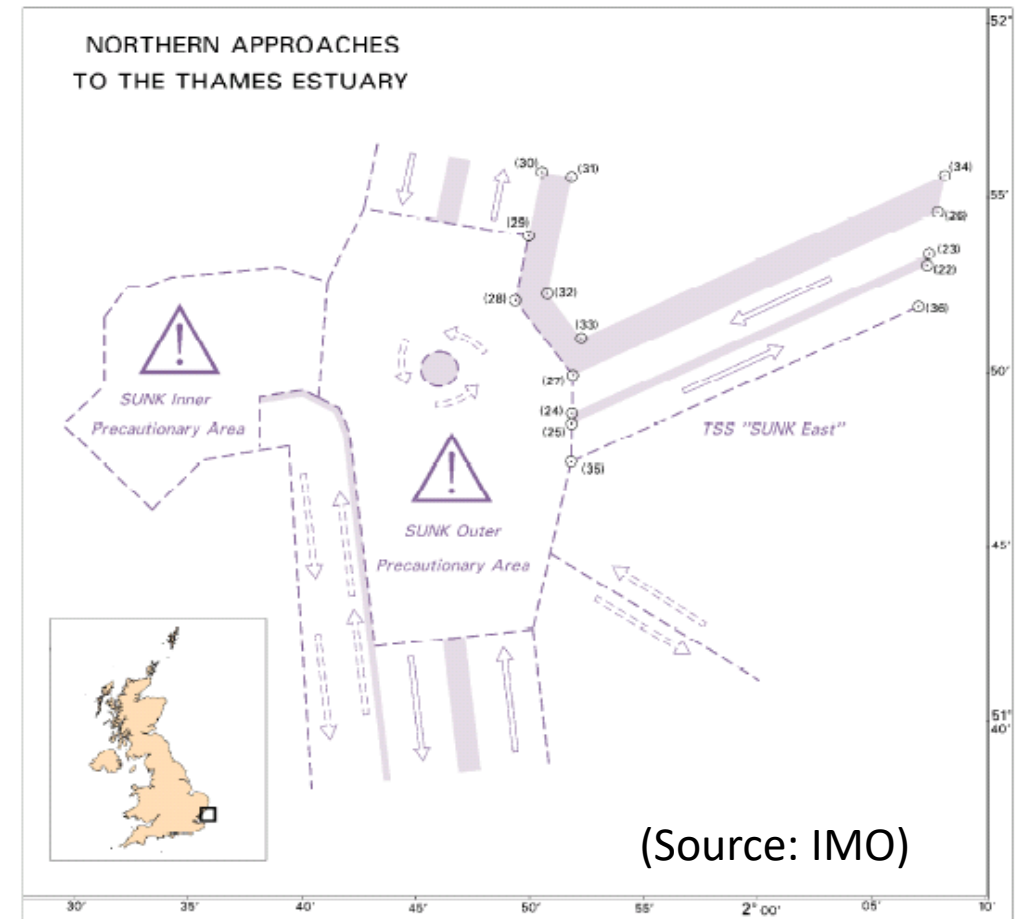 NORTHERN APPROACHES
TO THE THAMES ESTUARY
52°
(30)
(31)
(34)
55'
(26)
(29)
(23)
(22)
(28)
(32)
(36)
(33)
50'
(27)
SUNK Inner
Precautionary Area
(24)
(25)
TSS "SUNK East"
(35)
SUNK Outer
Precautionary Area
45'
51°
40'
(Source: IMO)
30' 35' 40' 45' 50' 55' 2° 00' 05' 10'